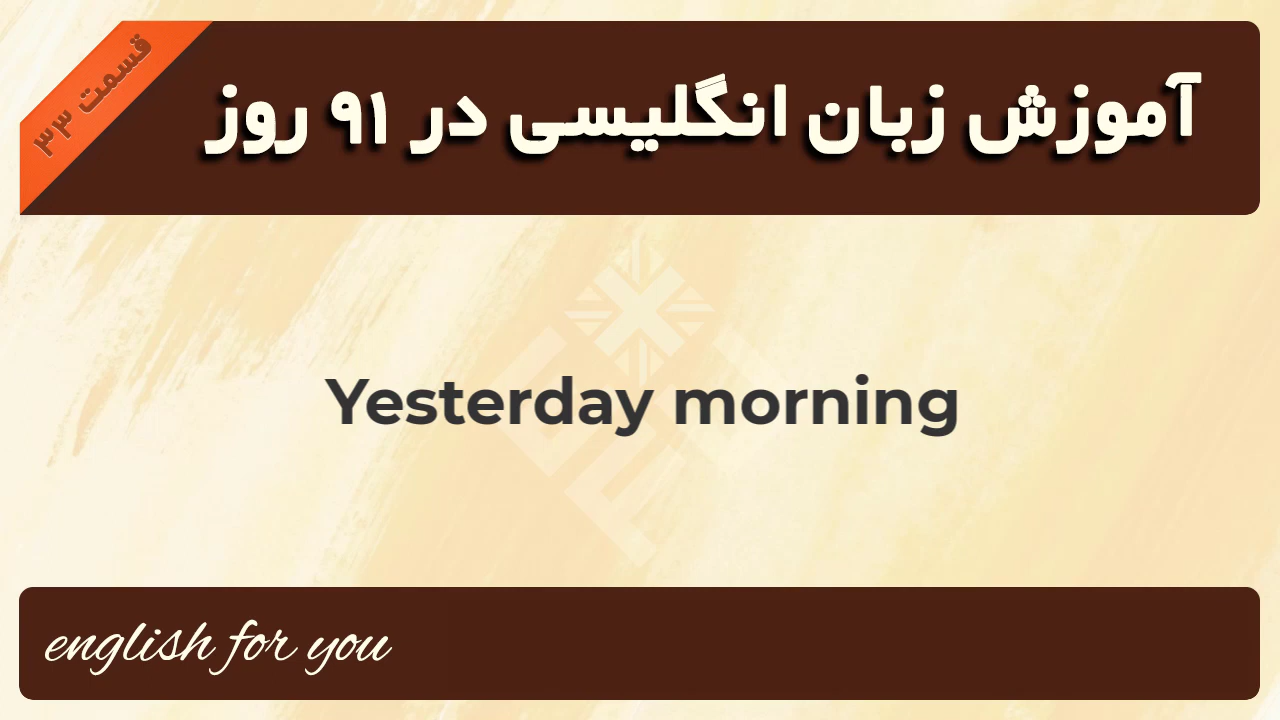 قسمت ۳۳
آموزش زبان انگلیسی در ۹۱ روز
Yesterday morning
english for you